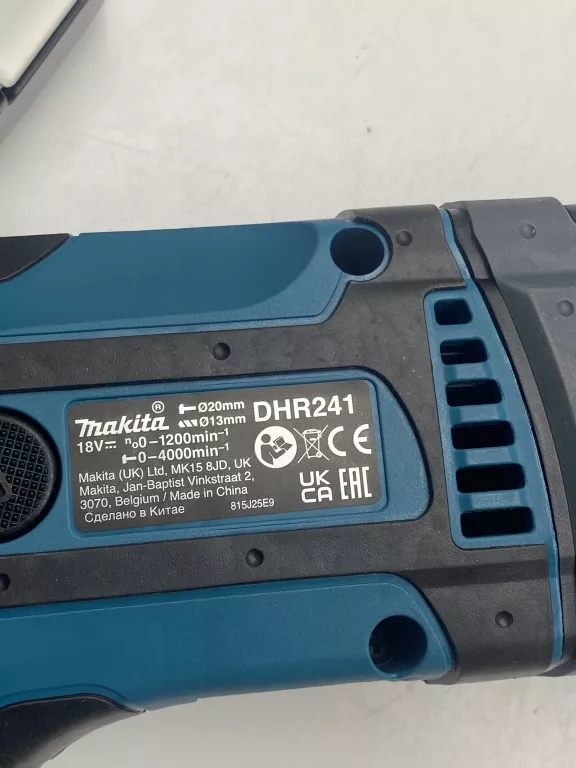 makita® Ø20mm DHR241
Ø13mm
18V⎓ n₀0–1200min⁻¹
0–4000min⁻¹
Makita (UK) Ltd, MK15 8JD, UK
Makita, Jan-Baptist Vinkstraat 2,
3070, Belgium / Made in China
Сделано в Китае 815J25E9
CE
UK
CA EAC